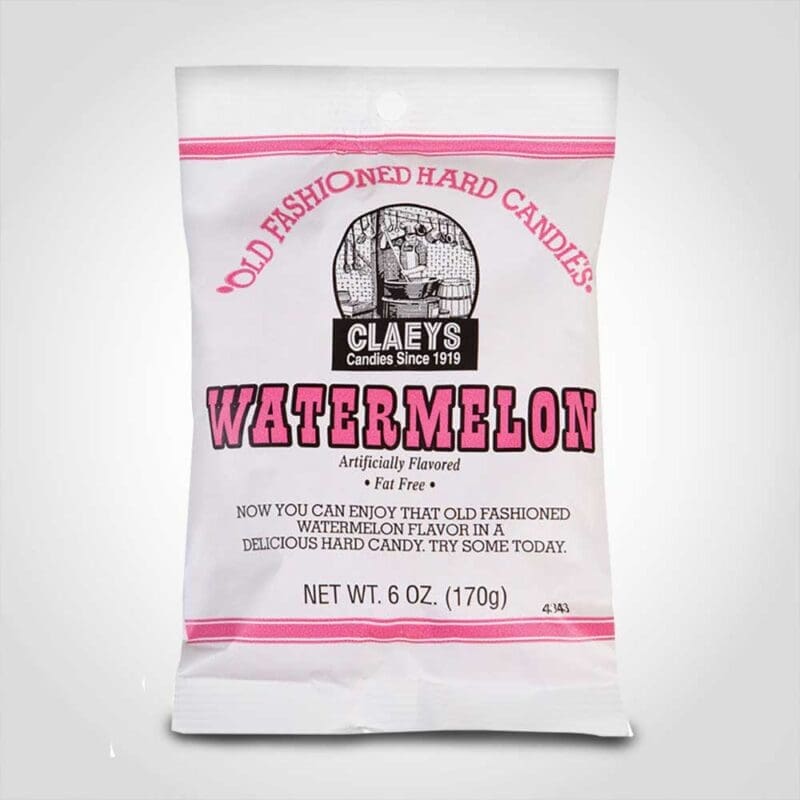 'OLD FASHIONED HARD CANDIES'
CLAEYS
Candies Since 1919
WATERMELON
Artificially Flavored
• Fat Free •
NOW YOU CAN ENJOY THAT OLD FASHIONED
WATERMELON FLAVOR IN A
DELICIOUS HARD CANDY. TRY SOME TODAY.
NET WT. 6 OZ. (170g)
4343